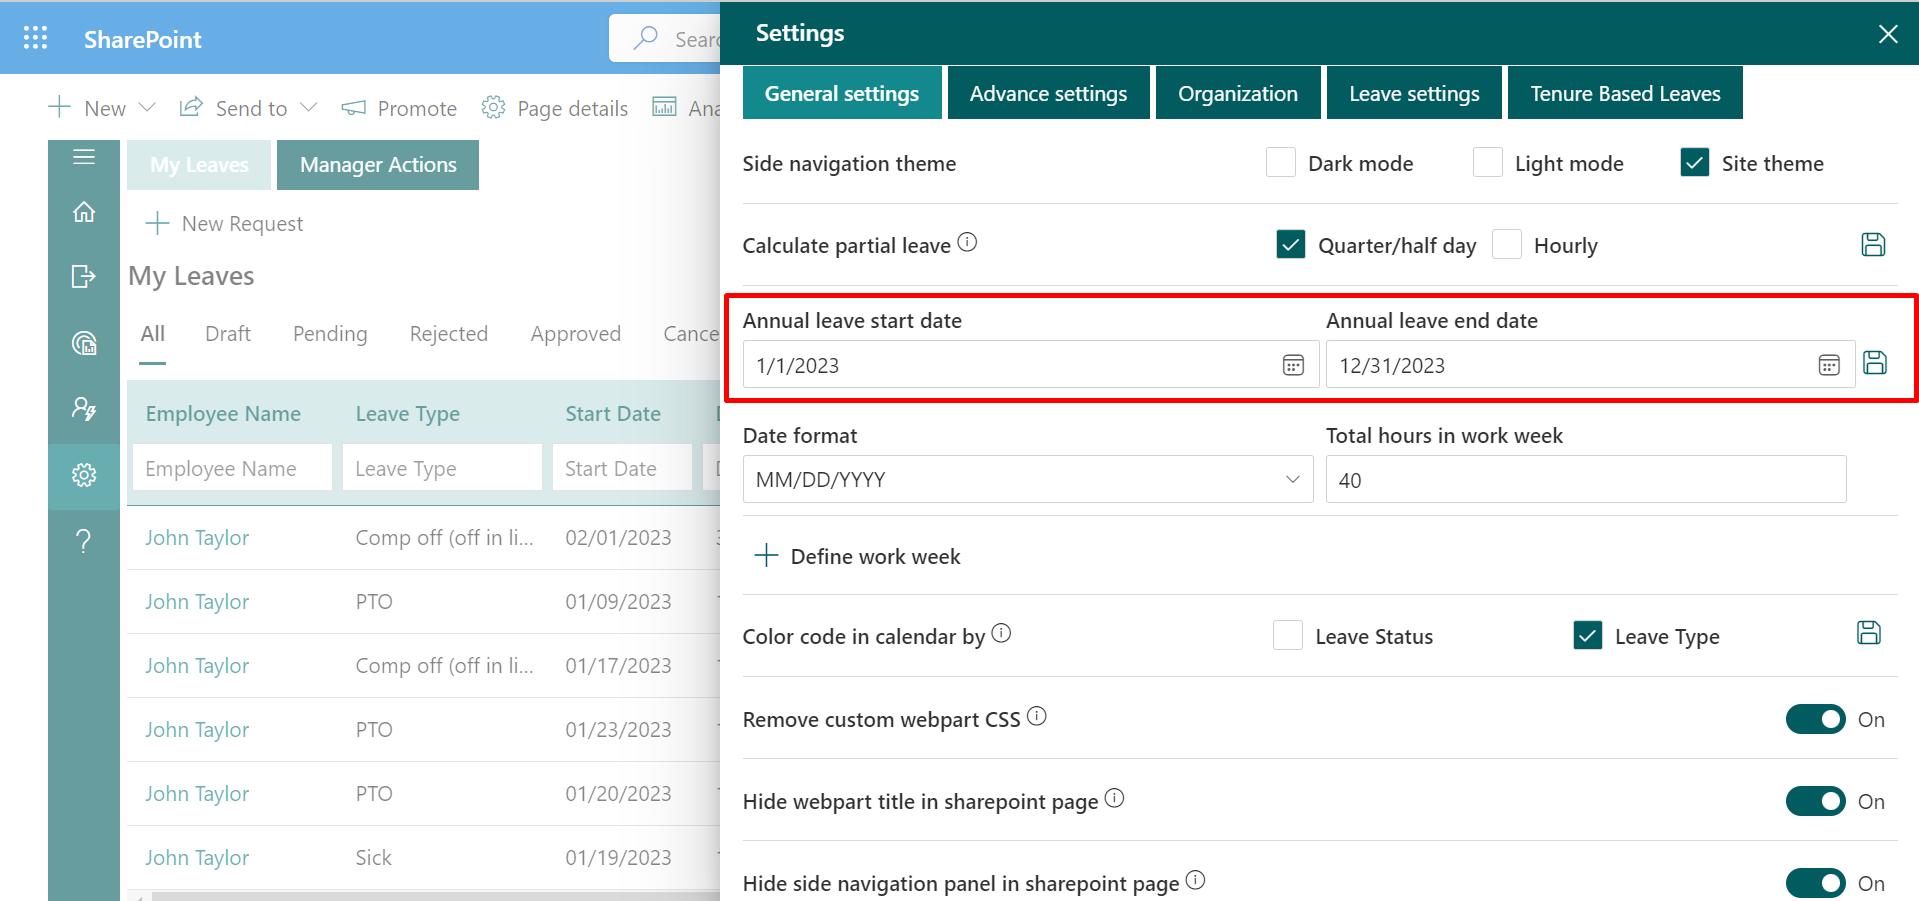 SharePoint
Settings
General settings
Advance settings
Organization
Leave settings
Tenure Based Leaves
New
Send to
Promote
Page details
My Leaves
Manager Actions
New Request
My Leaves
All
Draft
Pending
Rejected
Approved
Employee Name
Leave Type
Start Date
Employee Name
Leave Type
Start Date
John Taylor
Comp off (off in li...
02/01/2023
John Taylor
PTO
01/09/2023
John Taylor
Comp off (off in li...
01/17/2023
John Taylor
PTO
01/23/2023
John Taylor
PTO
01/20/2023
John Taylor
Sick
01/19/2023
Side navigation theme
Dark mode
Light mode
Site theme
Calculate partial leave
Quarter/half day
Hourly
Annual leave start date
Annual leave end date
1/1/2023
12/31/2023
Date format
Total hours in work week
MM/DD/YYYY
40
Define work week
Color code in calendar by
Leave Status
Leave Type
Remove custom webpart CSS
On
Hide webpart title in sharepoint page
On
Hide side navigation panel in sharepoint page
On